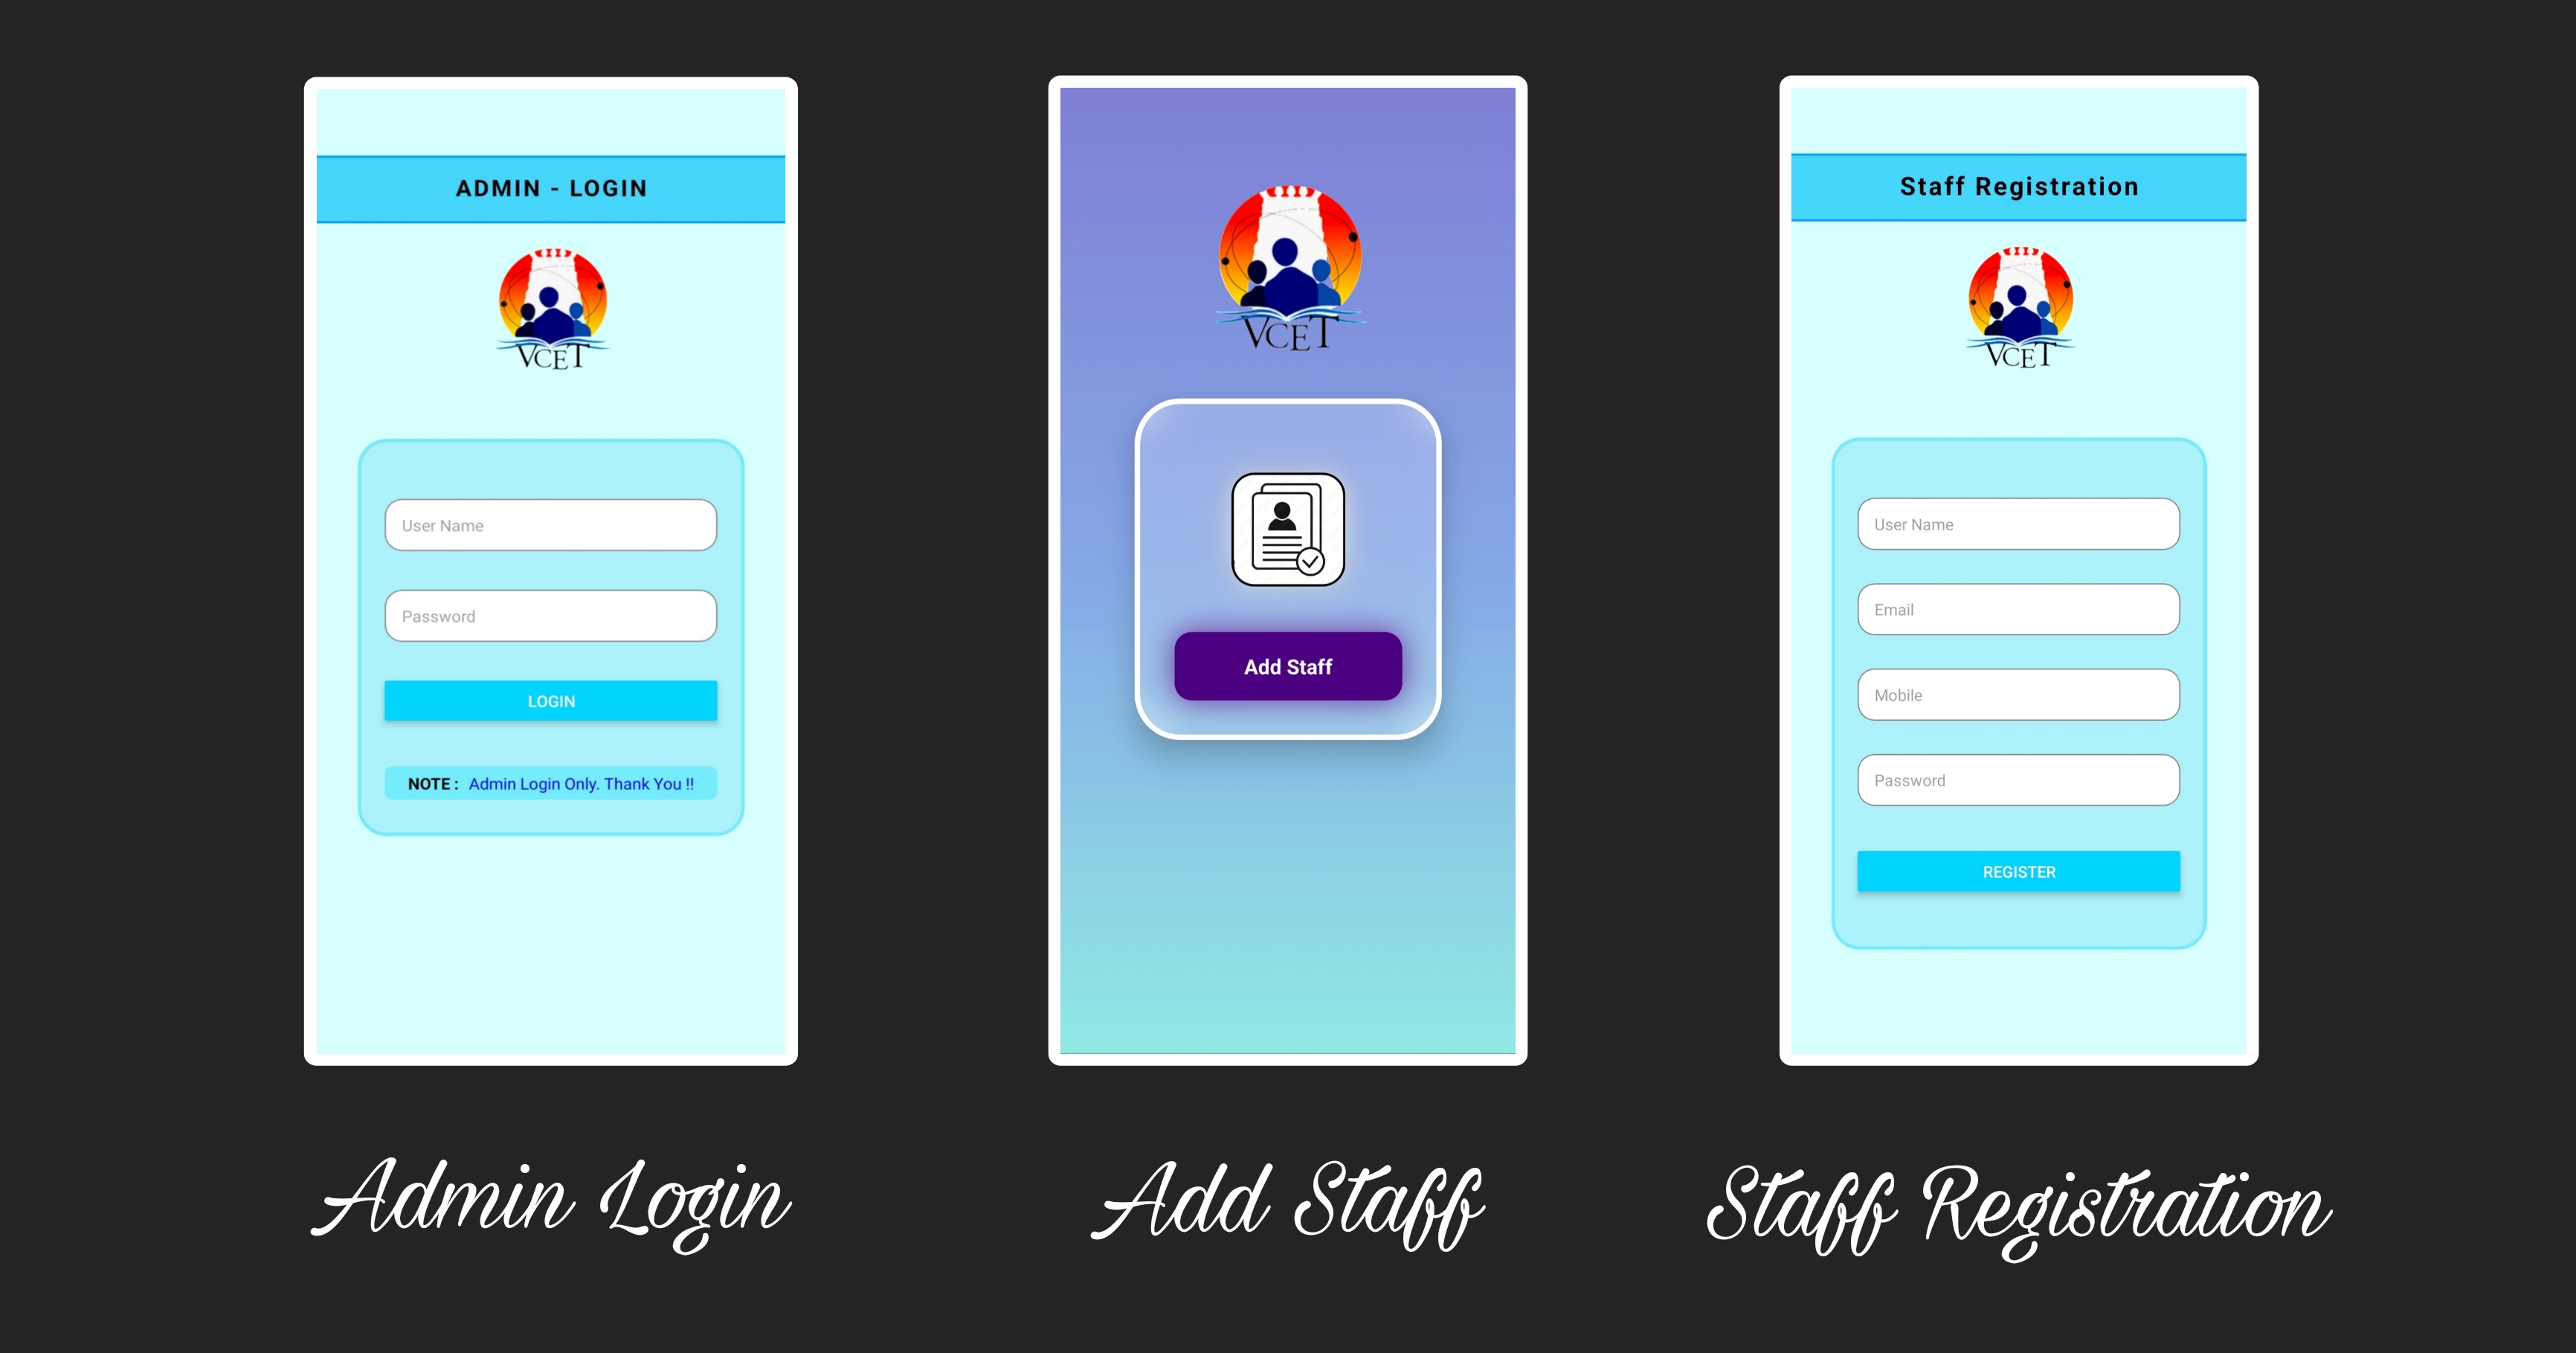 ADMIN - LOGIN
VCET
User Name
Password
LOGIN
NOTE : Admin Login Only. Thank You !!
Admin Login
VCET
Add Staff
Add Staff
Staff Registration
VCET
User Name
Email
Mobile
Password
REGISTER
Staff Registration